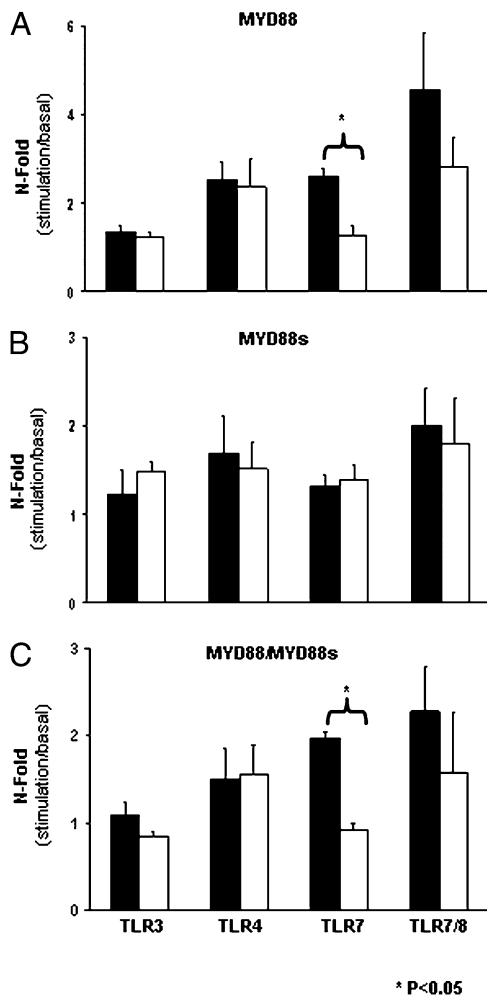 A
MYD88
6
4
2
0
N-Fold
(stimulation/basal)
*
B
MYD88s
3
2
1
0
N-Fold
(stimulation/basal)
C
MYD88/MYD88s
3
2
1
0
N-Fold
(stimulation/basal)
*
TLR3 TLR4 TLR7 TLR7/8
* P<0.05